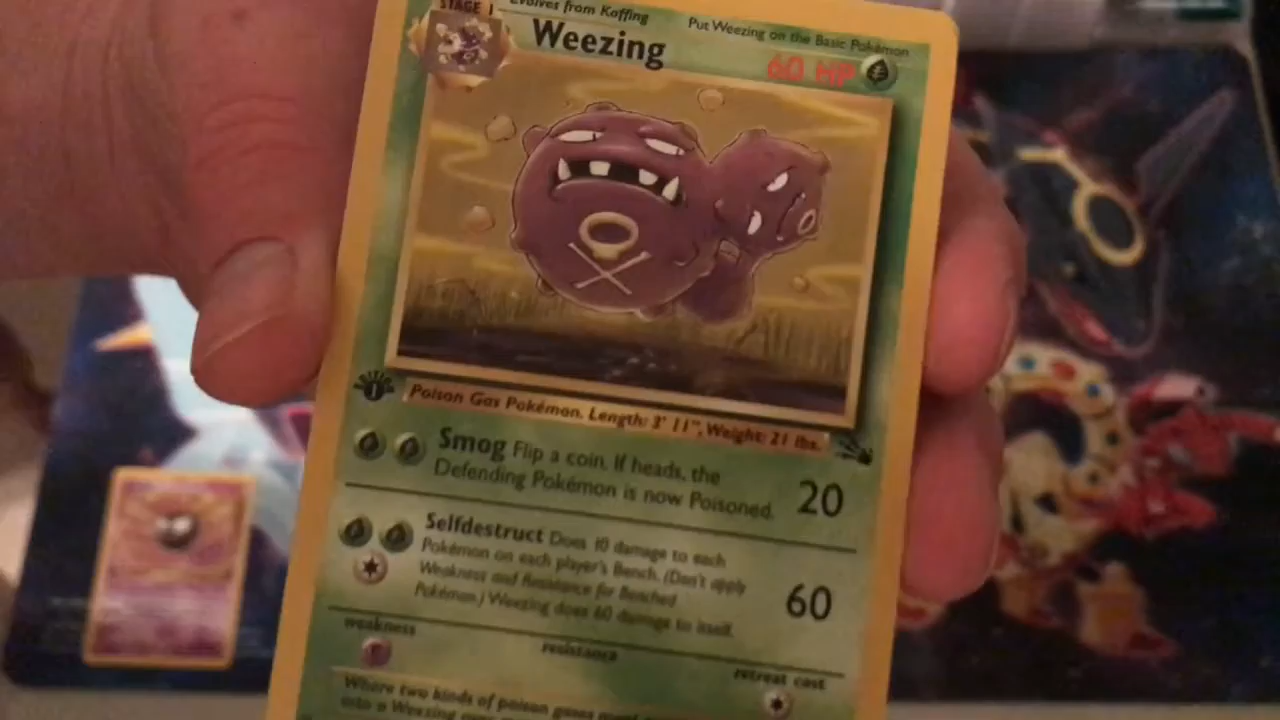 STAGE 1
Evolves from Koffing
Put Weezing on the Basic Pokémon
Weezing
60 HP
Poison Gas Pokémon. Length: 3' 11", Weight: 21 lbs.
Smog Flip a coin. If heads, the
Defending Pokémon is now Poisoned.
20
Selfdestruct Does 10 damage to each
Pokémon on each player's Bench. (Don't apply
Weakness and Resistance for Benched
Pokémon.) Weezing does 60 damage to itself.
60
weakness
resistance
retreat cost
Where two kinds of poison gases
into a Weezing